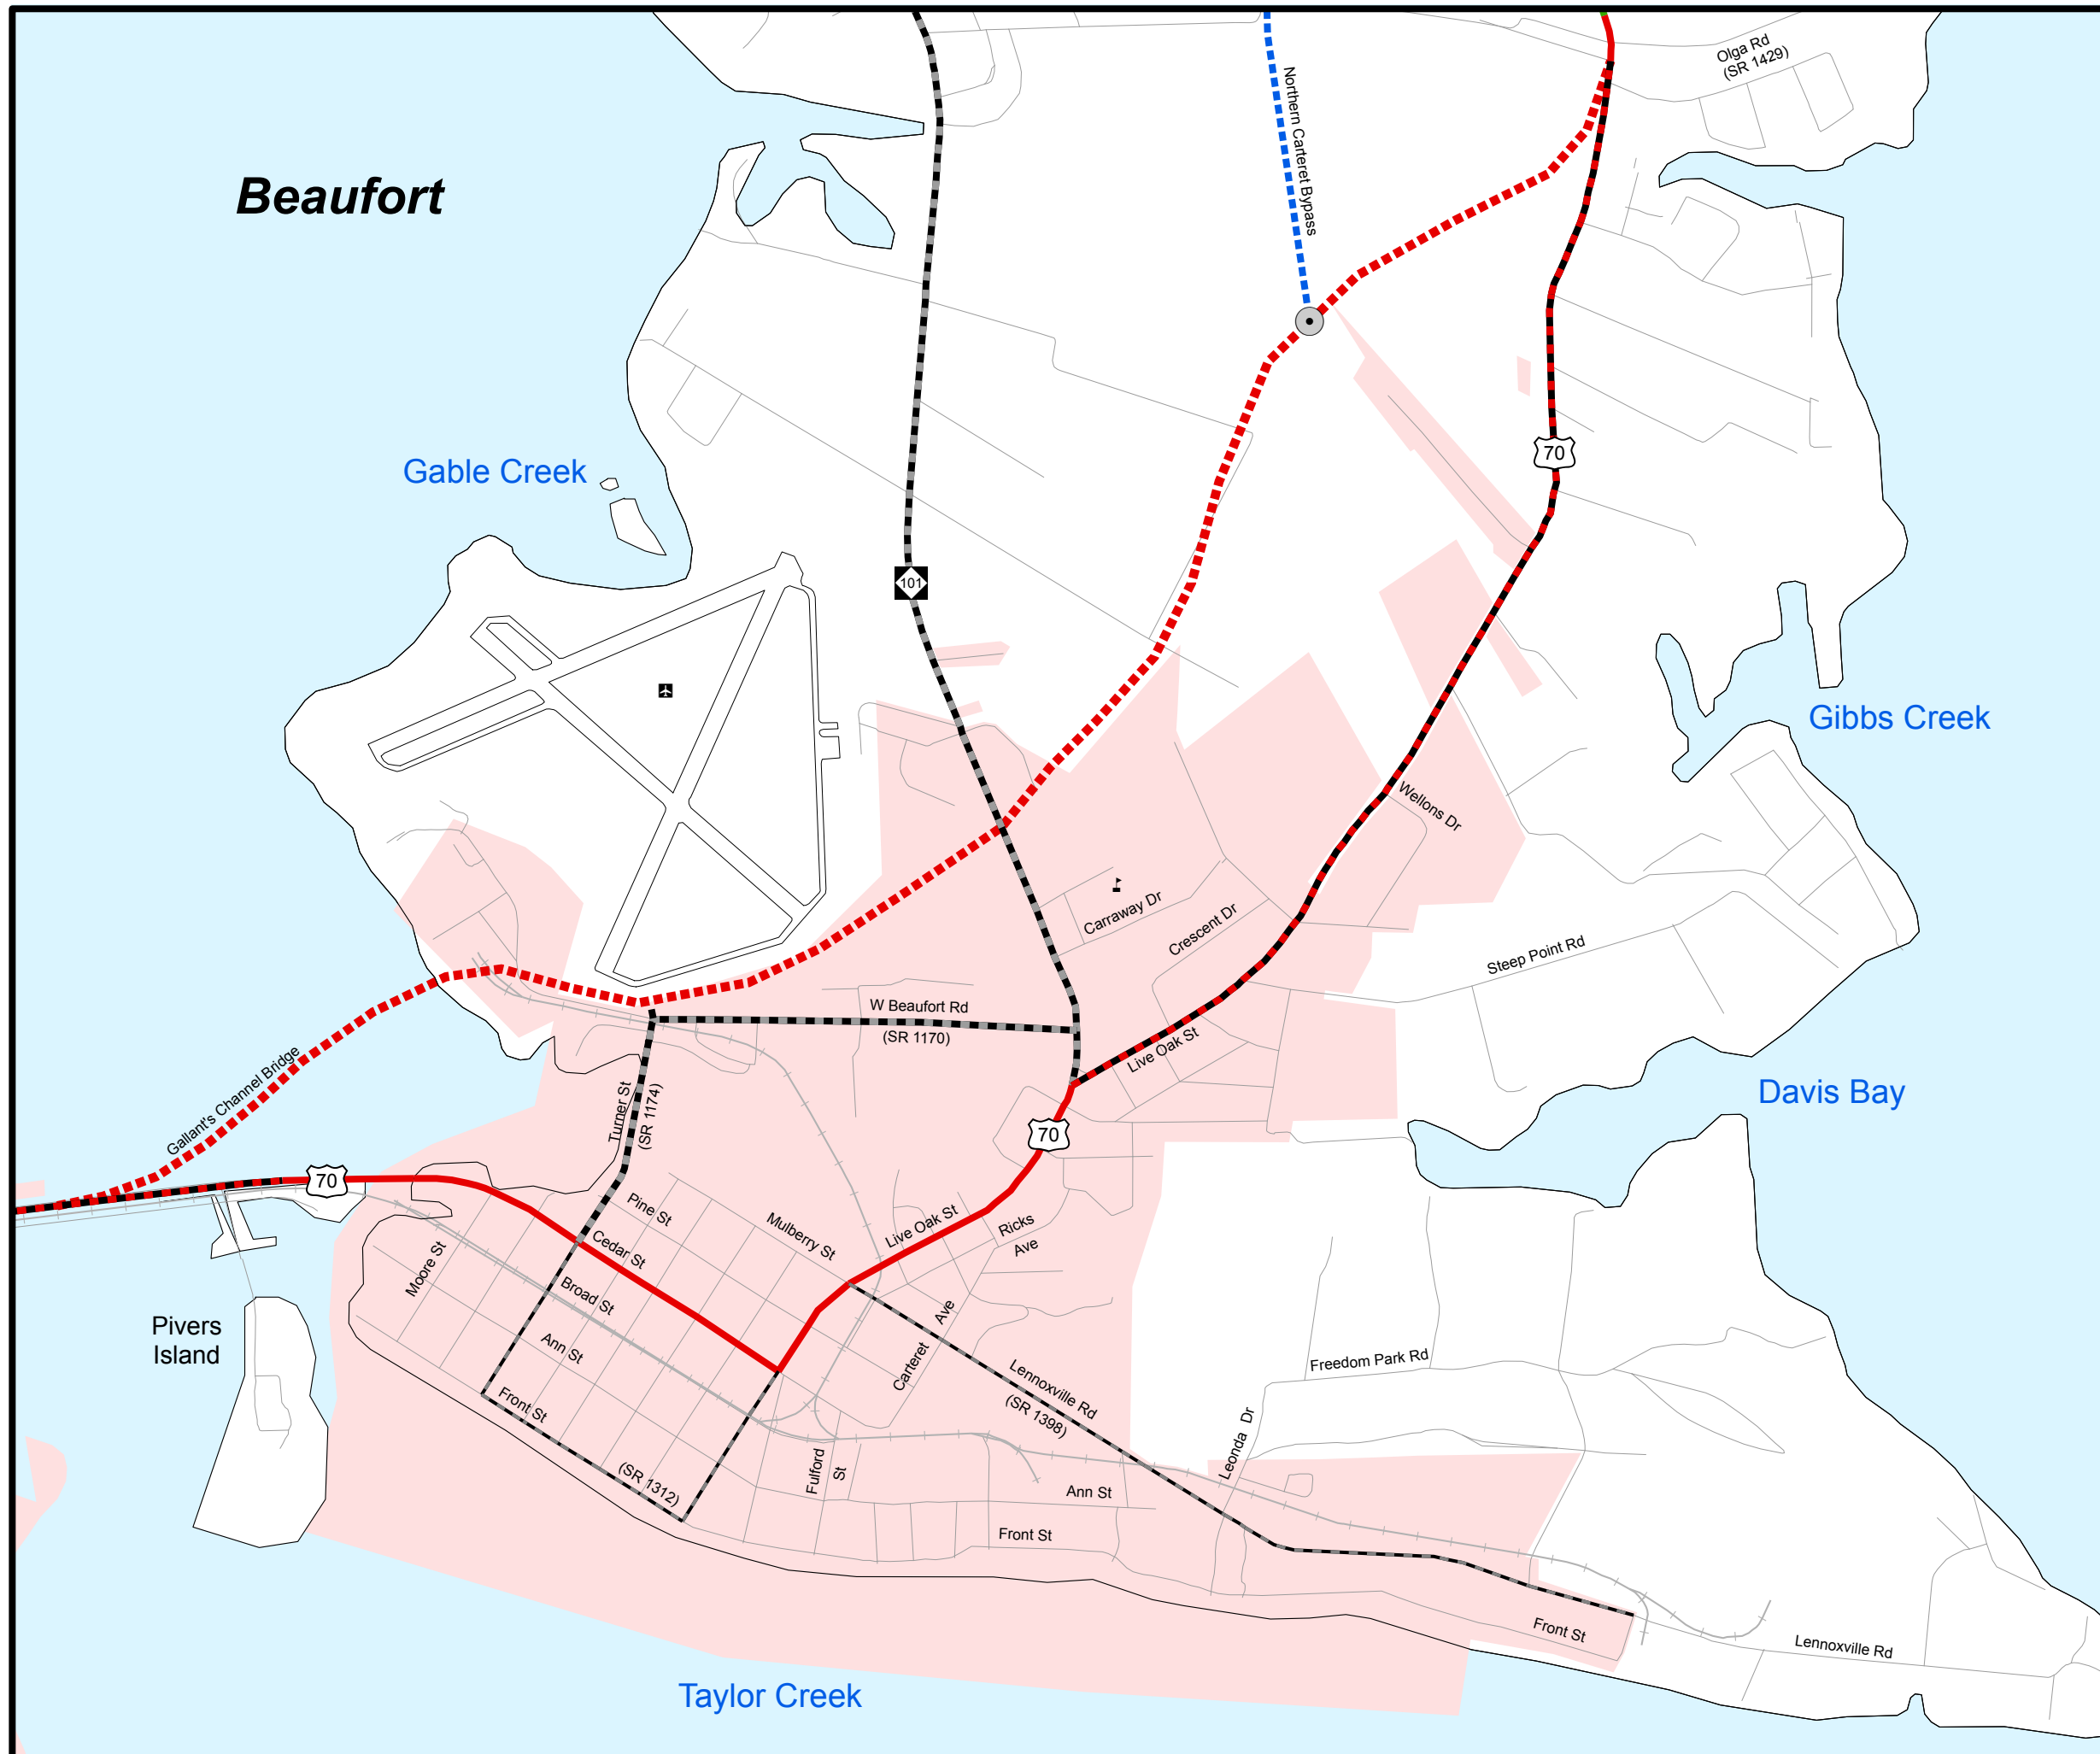 Olga Rd
(SR 1429)
Northern Carteret Bypass
Beaufort
70
Gable Creek
101
Gibbs Creek
Wellons Dr
Carraway Dr
Crescent Dr
Steep Point Rd
W Beaufort Rd
(SR 1170)
Live Oak St
Gallant's Channel Bridge
Turner St
(SR 1174)
Davis Bay
70
70
Pine St
Mulberry St
Live Oak St
Ricks
Ave
Cedar St
Moore St
Broad St
Pivers
Island
Ann St
Carteret
Ave
Freedom Park Rd
Lennoxville Rd
(SR 1398)
Front St
(SR 1312)
Fulford
St
Leonda Dr
Ann St
Front St
Front St
Lennoxville Rd
Taylor Creek